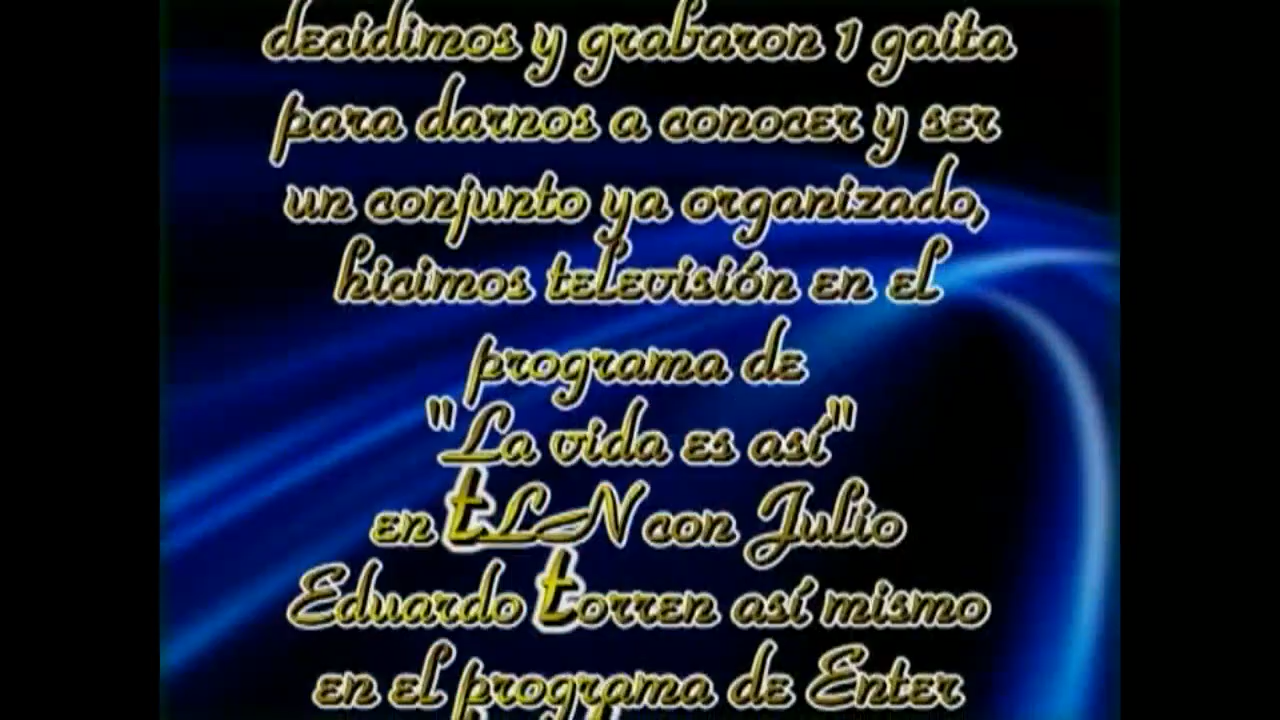 decidimos y grabaron 1 gaita
para darnos a conocer y ser
un conjunto ya organizado,
hicimos televisión en el
programa de
"La vida es así"
en tLN con Julio
Eduardo torren así mismo
en el programa de Enter